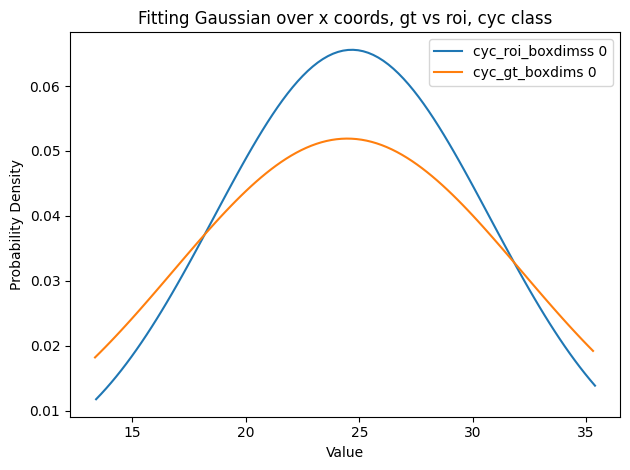 Fitting Gaussian over x coords, gt vs roi, cyc class
cyc_roi_boxdimss 0
cyc_gt_boxdims 0
Probability Density
0.06
0.05
0.04
0.03
0.02
0.01
15
20
25
30
35
Value